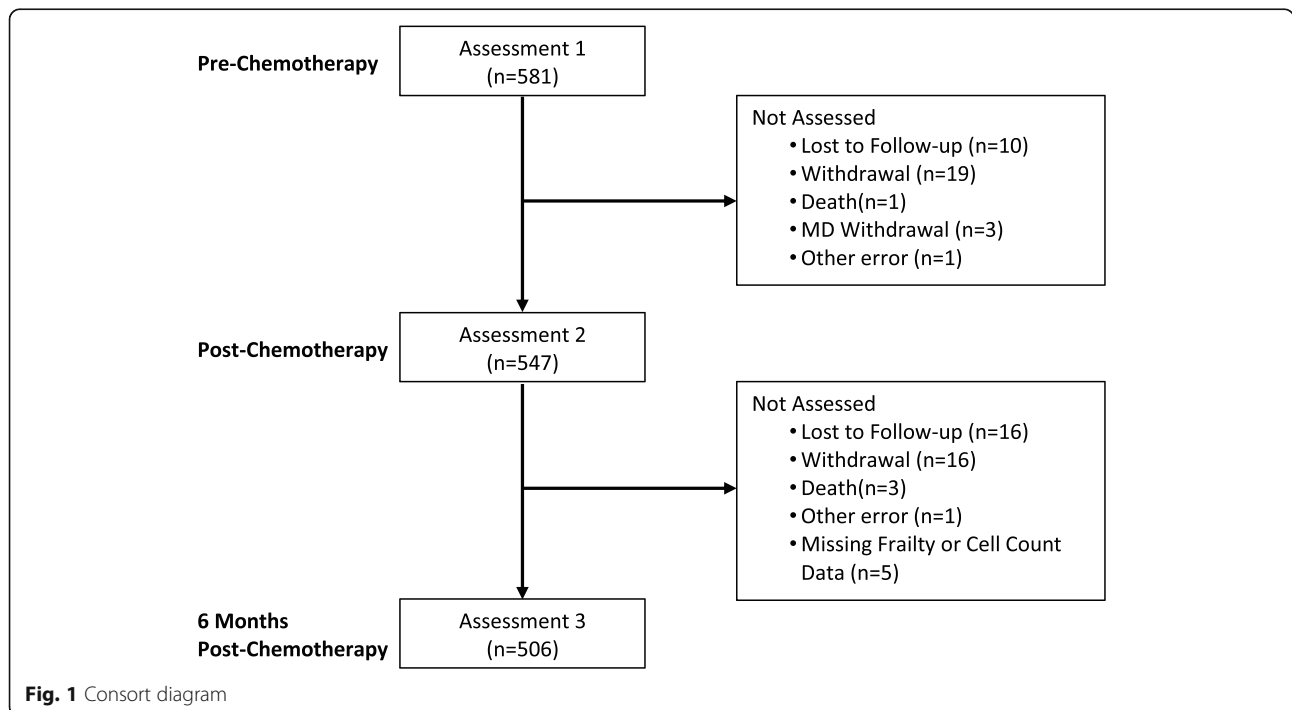 Pre-Chemotherapy
Assessment 1
(n=581)
Not Assessed
•Lost to Follow-up (n=10)
•Withdrawal (n=19)
•Death(n=1)
•MD Withdrawal (n=3)
•Other error (n=1)
Post-Chemotherapy
Assessment 2
(n=547)
Not Assessed
•Lost to Follow-up (n=16)
•Withdrawal (n=16)
•Death(n=3)
•Other error (n=1)
•Missing Frailty or Cell Count
Data (n=5)
6 Months
Post-Chemotherapy
Assessment 3
(n=506)
Fig. 1 Consort diagram